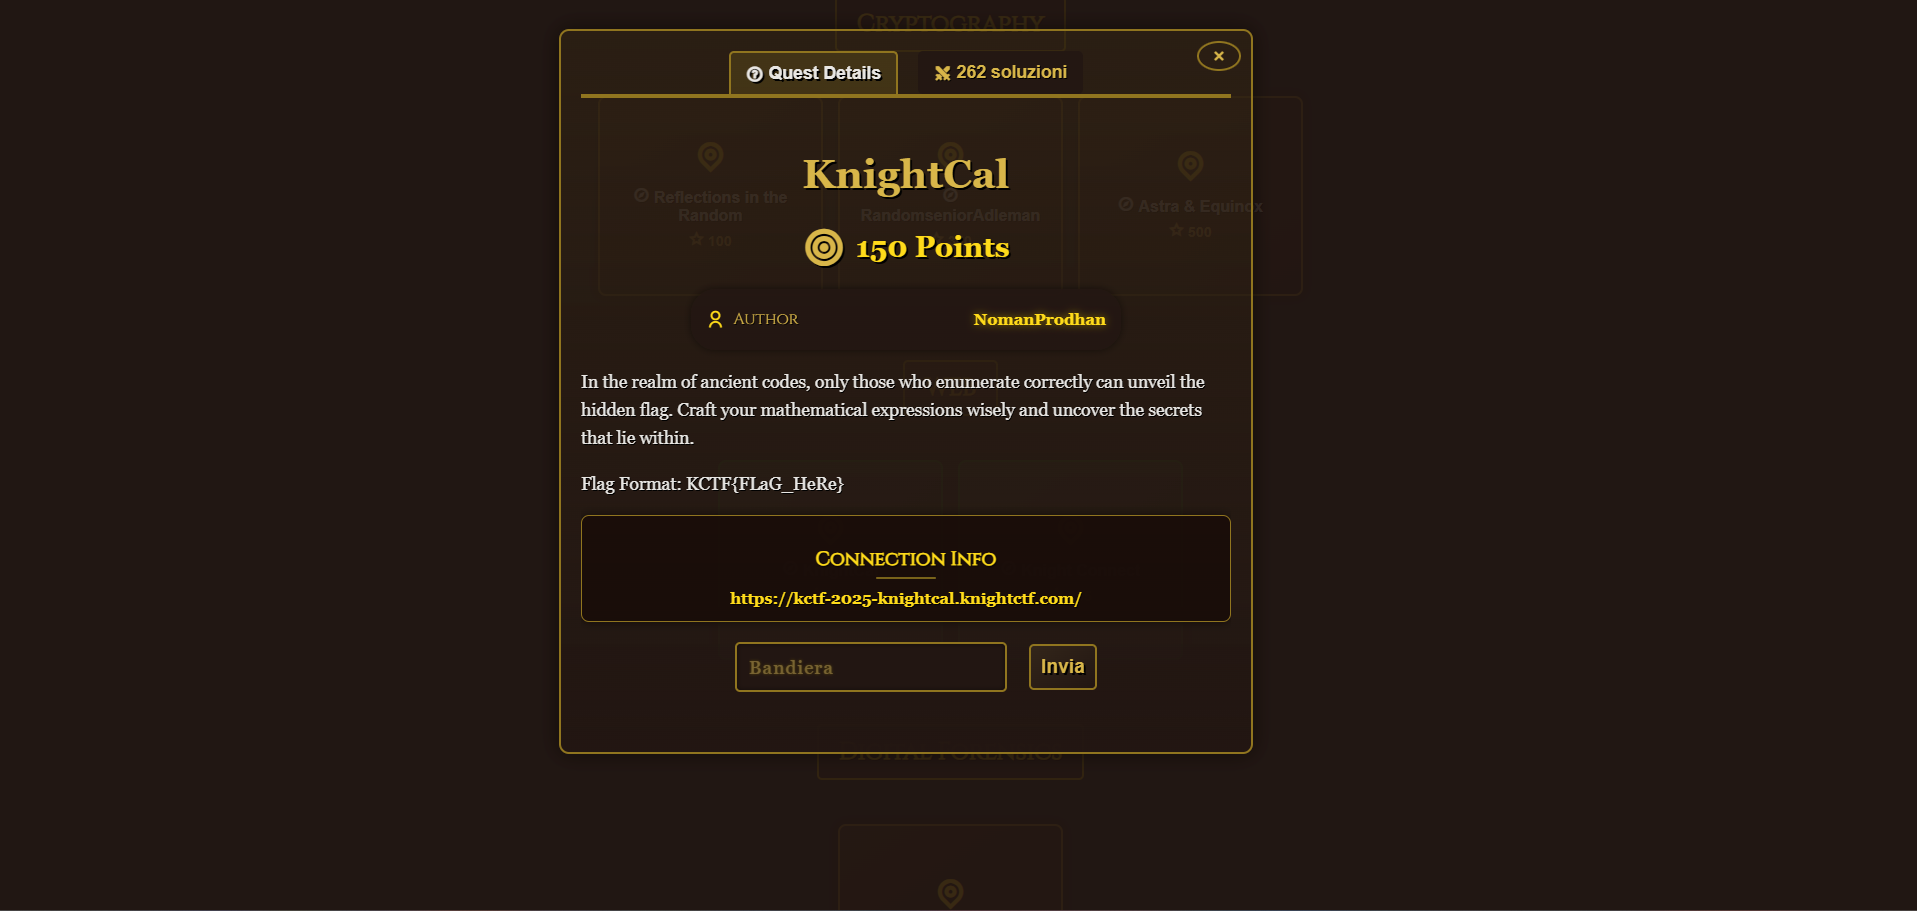 Cryptography
Quest Details
262 soluzioni
×
KnightCal
150 Points
Reflections in the
Random
100
RandomseniorAdleman
Astra & Equinox
500
Author
NomanProdhan
In the realm of ancient codes, only those who enumerate correctly can unveil the
hidden flag. Craft your mathematical expressions wisely and uncover the secrets
that lie within.
Flag Format: KCTF{FLaG_HeRe}
Connection Info
https://kctf-2025-knightcal.knightctf.com/
Bandiera
Invia
Digital Forensics